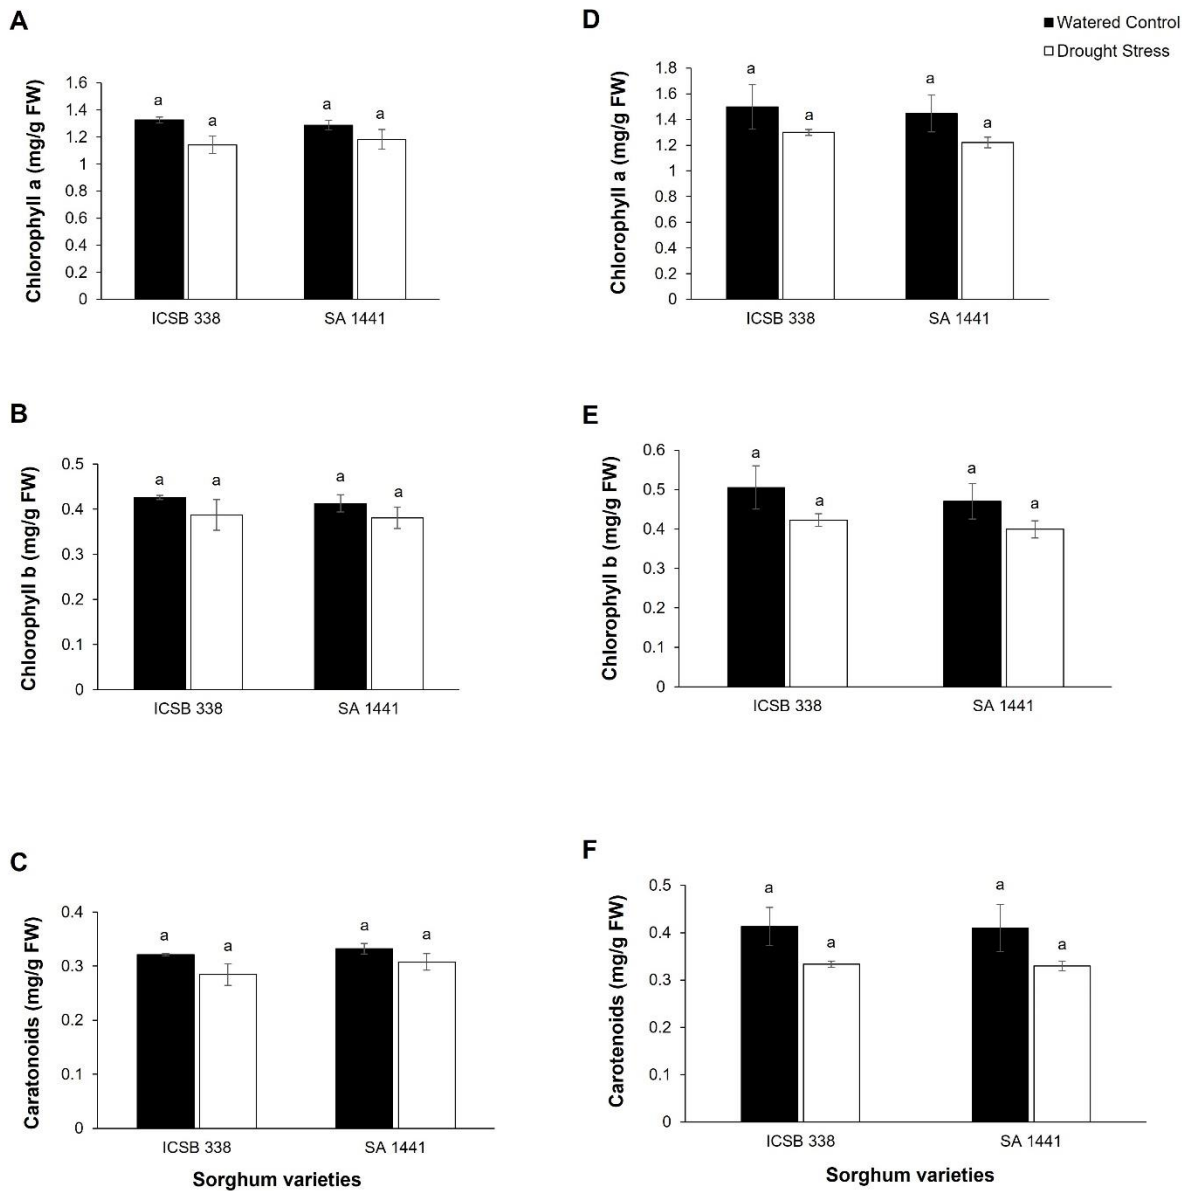 A
Chlorophyll a (mg/g FW)
1.6
1.4
1.2
1
0.8
0.6
0.4
0.2
0
a
a
a
a
ICSB 338
SA 1441
D
Watered Control
Drought Stress
Chlorophyll a (mg/g FW)
1.8
1.6
1.4
1.2
1
0.8
0.6
0.4
0.2
0
a
a
a
a
ICSB 338
SA 1441
B
Chlorophyll b (mg/g FW)
0.5
0.4
0.3
0.2
0.1
0
a
a
a
a
ICSB 338
SA 1441
E
Chlorophyll b (mg/g FW)
0.6
0.5
0.4
0.3
0.2
0.1
0
a
a
a
a
ICSB 338
SA 1441
C
Caratonoids (mg/g FW)
0.4
0.3
0.2
0.1
0
a
a
a
a
ICSB 338
SA 1441
Sorghum varieties
F
Carotenoids (mg/g FW)
0.5
0.4
0.3
0.2
0.1
0
a
a
a
a
ICSB 338
SA 1441
Sorghum varieties